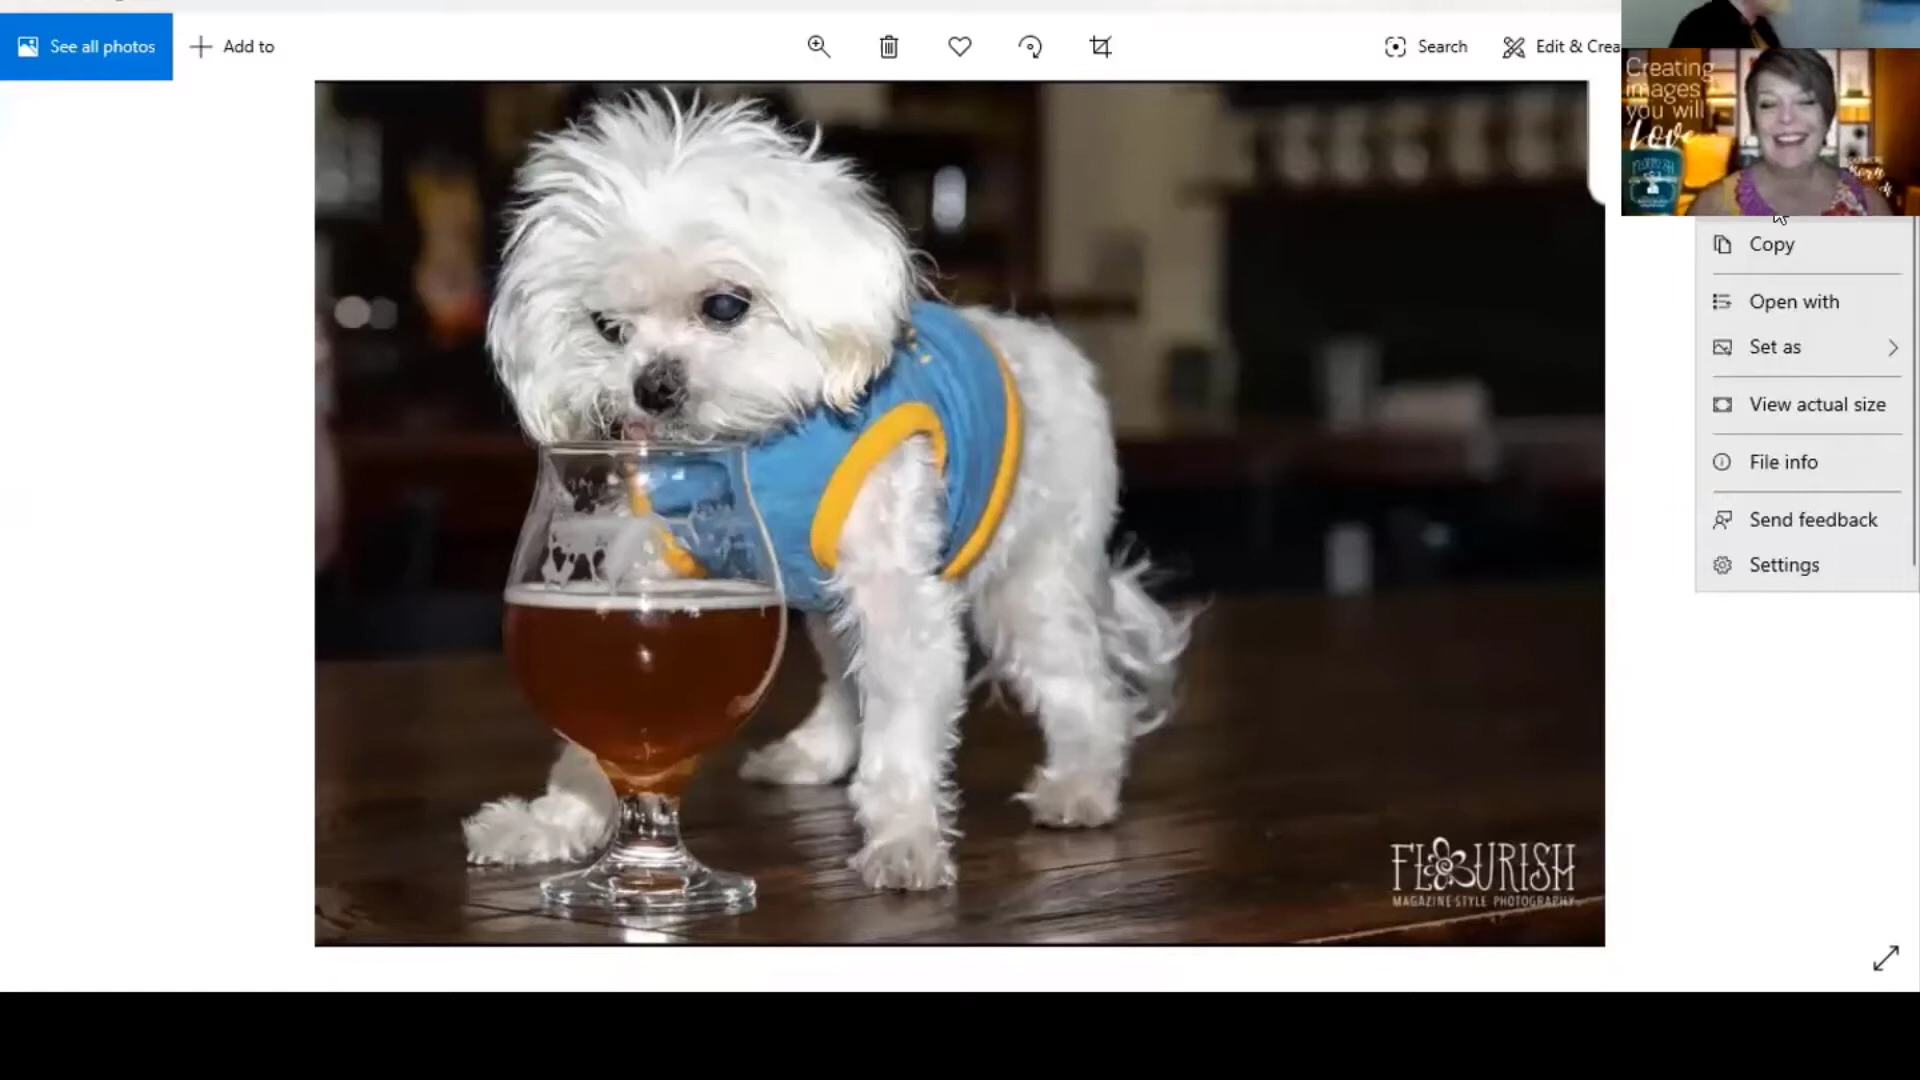 See all photos
Add to
Search
Edit & Crea
Creating
images
you will
Love
Copy
Open with
Set as
View actual size
File info
Send feedback
Settings
FLOURISH
MAGAZINE-STYLE PHOTOGRAPHY